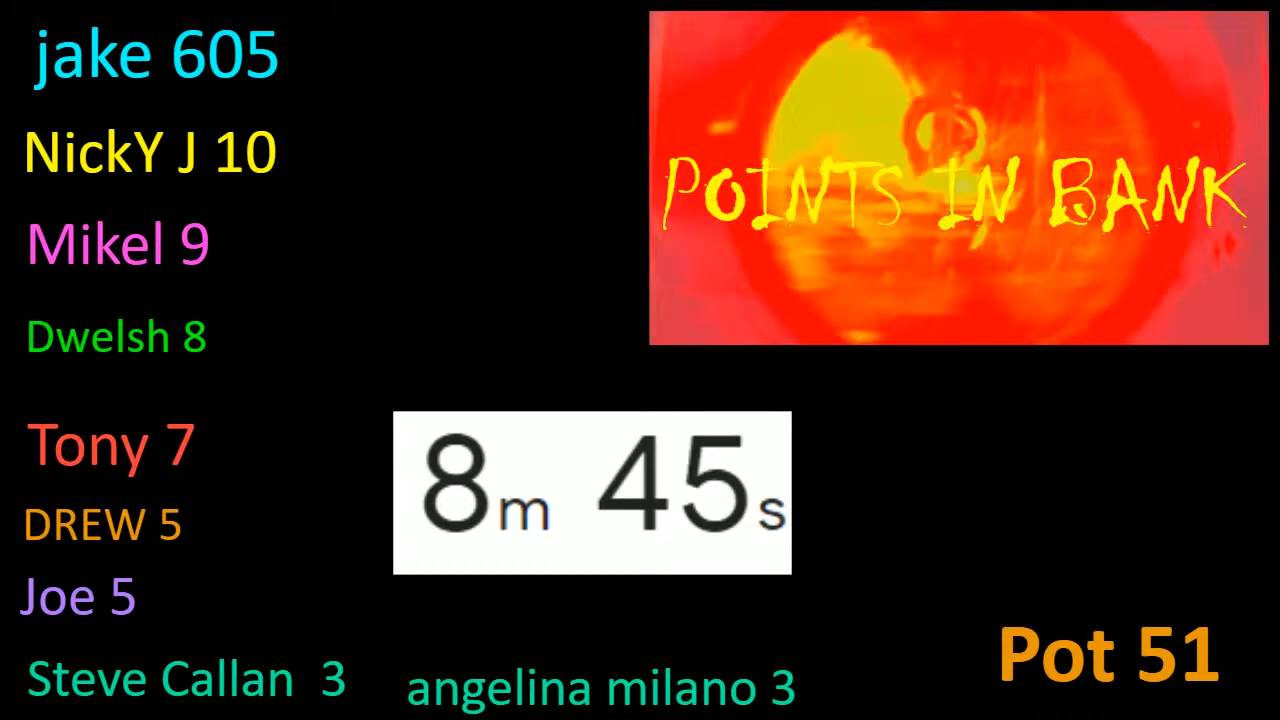 jake 605
NickY J 10
Mikel 9
Dwelsh 8
Tony 7
DREW 5
Joe 5
Steve Callan  3
angelina milano 3
POINTS IN BANK
8m 45s
Pot 51